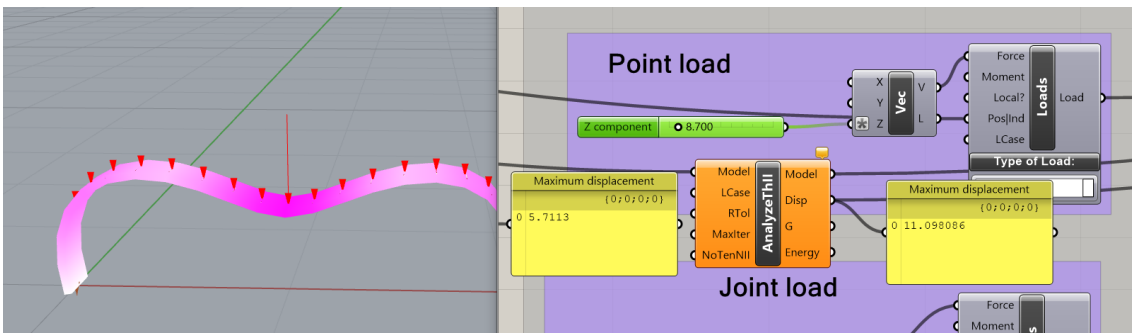 Point load
Z component
8.700
X
Y
Z
Vec
V
L
Force
Moment
Local?
Pos|Ind
LCase
Loads
Load
Type of Load:
Maximum displacement
{0;0;0;0}
0 5.7113
Model
LCase
RTol
MaxIter
NoTenNII
AnalyzeThII
Model
Disp
G
Energy
Maximum displacement
{0;0;0;0}
0 11.098086
Joint load
Force
Moment